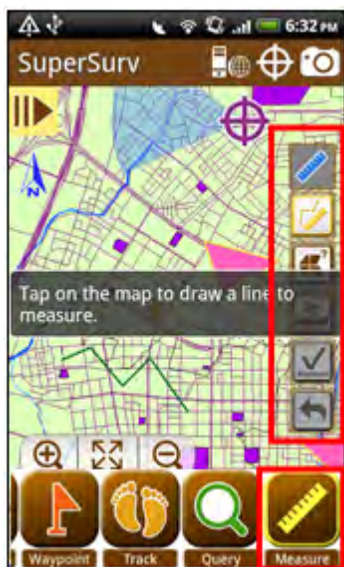 6:32 PM
SuperSurv
Tap on the map to draw a line to
measure.
Waypoint
Track
Query
Measure